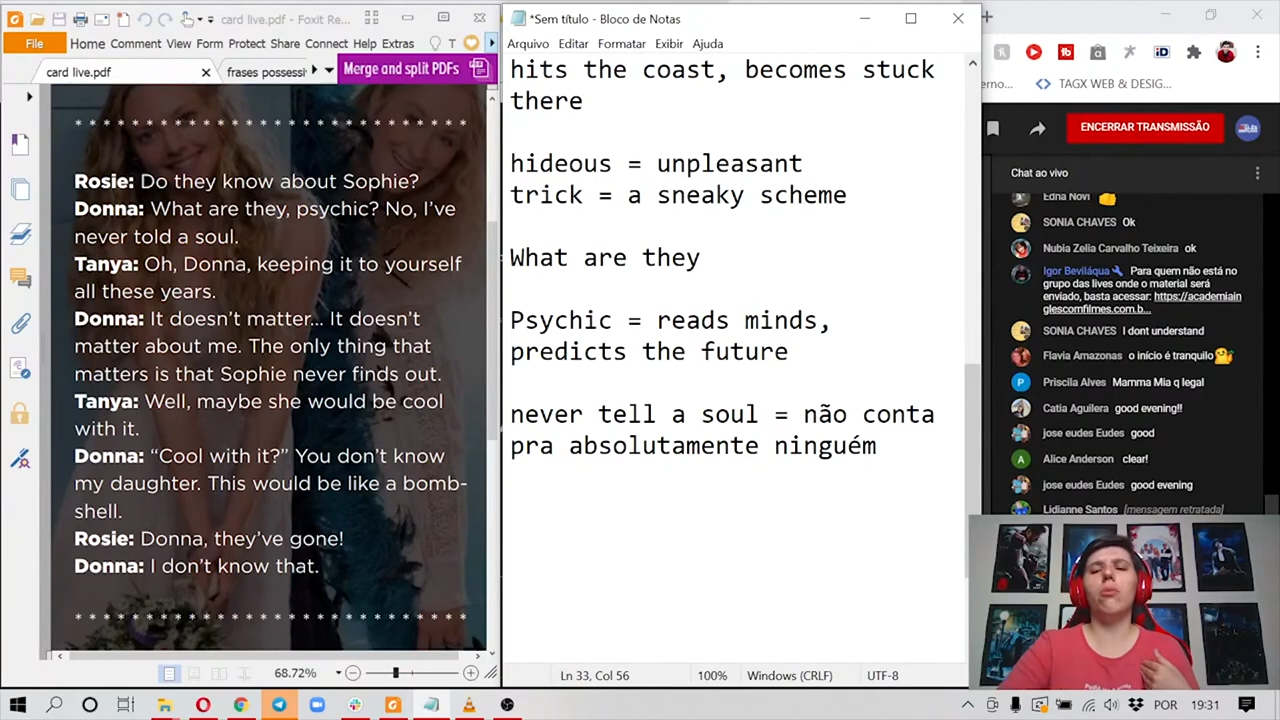 card live.pdf - Foxit Re...
*Sem título - Bloco de Notas
File
Home Comment View Form Protect Share Connect Help Extras
Arquivo Editar Formatar Exibir Ajuda
card live.pdf
frases possessi
Merge and split PDFs
TAGX WEB & DESIG...
ENCERRAR TRANSMISSÃO
Chat ao vivo
* * * * * * * * * * * * * * * * * * * * * * * *
Rosie: Do they know about Sophie?
Donna: What are they, psychic? No, I've
never told a soul.
Tanya: Oh, Donna, keeping it to yourself
all these years.
Donna: It doesn't matter... It doesn't
matter about me. The only thing that
matters is that Sophie never finds out.
Tanya: Well, maybe she would be cool
with it.
Donna: “Cool with it?” You don't know
my daughter. This would be like a bomb-
shell.
Rosie: Donna, they've gone!
Donna: I don't know that.
* * * * * * * * * * * * * * * * * * * * * * * *
68.72%
hits the coast, becomes stuck
there
hideous = unpleasant
trick = a sneaky scheme
What are they
Psychic = reads minds,
predicts the future
never tell a soul = não conta
pra absolutamente ninguém
Ln 33, Col 56
100%
Windows (CRLF)
UTF-8
Edna Novi
SONIA CHAVES Ok
Nubia Zelia Carvalho Teixeira ok
Igor Beviláqua Para quem não está no
grupo das lives onde o material será
enviado, basta acessar: https://academiain
glescomfilmes.com.b...
SONIA CHAVES I dont understand
Flavia Amazonas o início é tranquilo
Priscila Alves Mamma Mia q legal
Catia Aguilera good evening!!
jose eudes Eudes good
Alice Anderson clear!
jose eudes Eudes good evening
Lidianne Santos [mensagem retratada]
POR
19:31